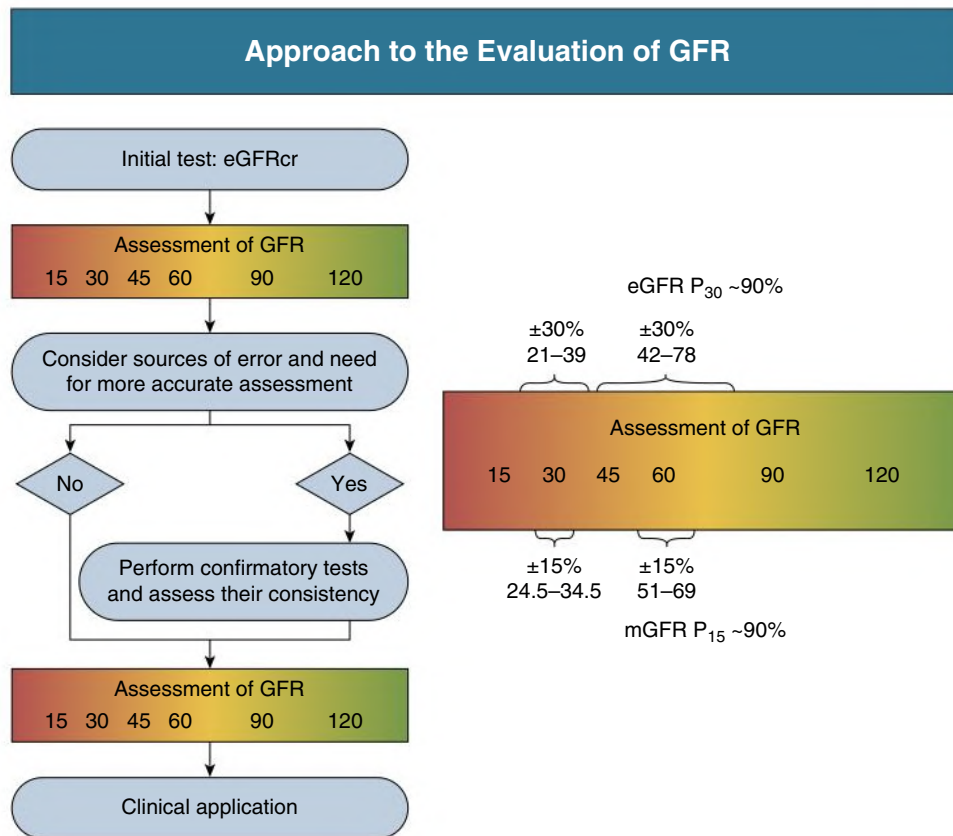 Approach to the Evaluation of GFR
Initial test: eGFRcr
Assessment of GFR
15 30 45 60 90 120
Consider sources of error and need
for more accurate assessment
No
Yes
Perform confirmatory tests
and assess their consistency
Assessment of GFR
15 30 45 60 90 120
Clinical application
eGFR P30 ~90%
±30%
21–39
±30%
42–78
Assessment of GFR
15 30 45 60 90 120
±15%
24.5–34.5
±15%
51–69
mGFR P15 ~90%